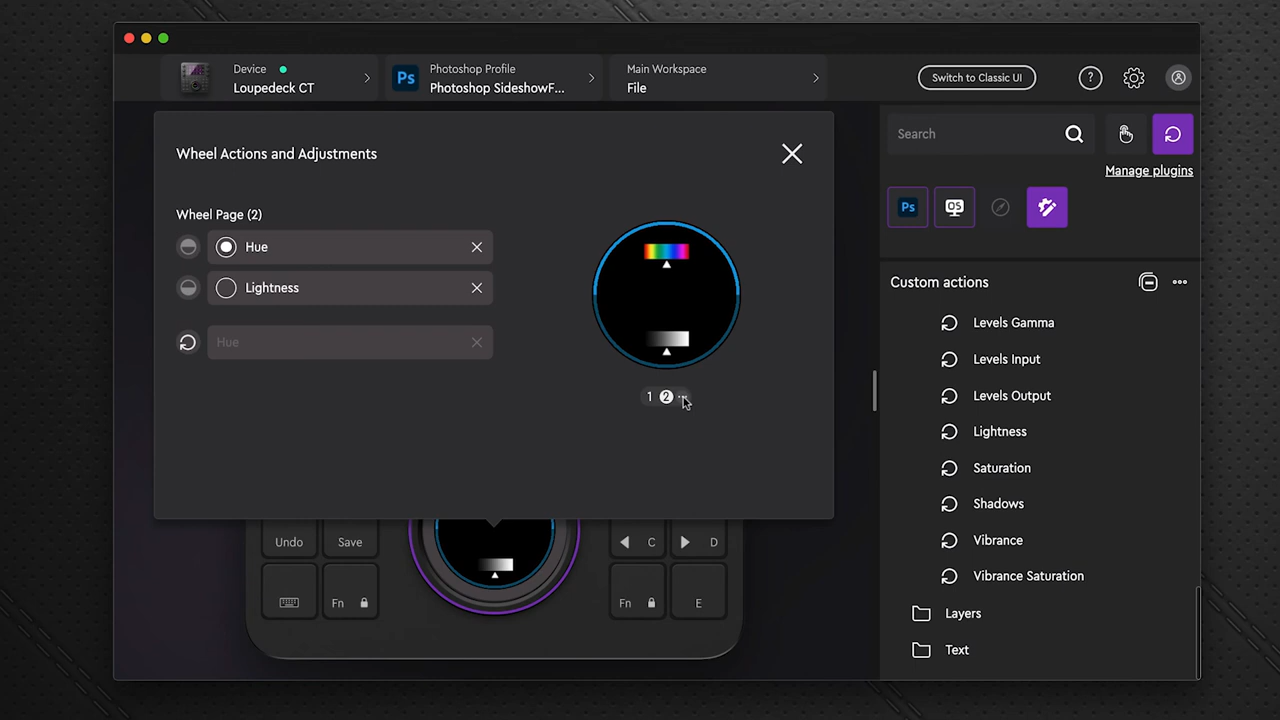 Device
Loupedeck CT
Ps
Photoshop Profile
Photoshop SideshowF...
Main Workspace
File
Switch to Classic UI
?
Wheel Actions and Adjustments
Search
Manage plugins
Wheel Page (2)
Ps
OS
Hue
Lightness
Hue
1 2
Custom actions
Levels Gamma
Levels Input
Levels Output
Lightness
Saturation
Shadows
Vibrance
Vibrance Saturation
Layers
Text
Undo
Save
C
D
Fn
Fn
E